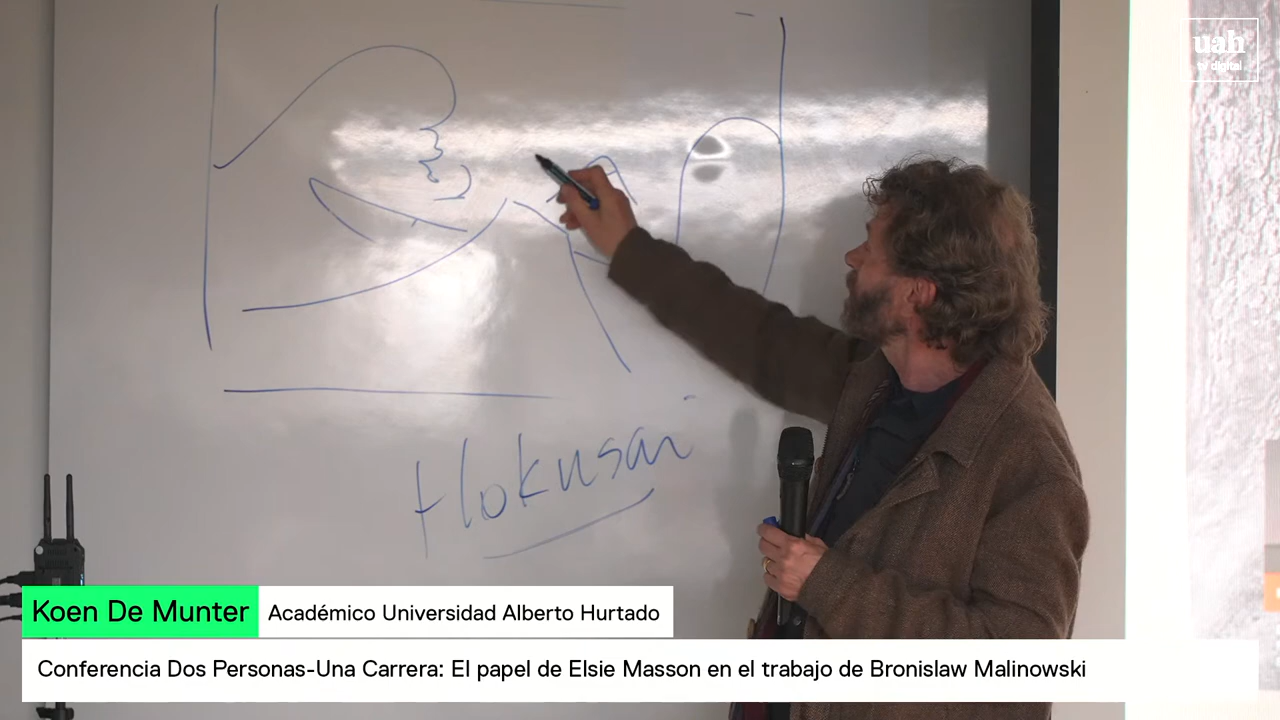 uah
tv digital
Hokusai
Koen De Munter
Académico Universidad Alberto Hurtado
Conferencia Dos Personas-Una Carrera: El papel de Elsie Masson en el trabajo de Bronislaw Malinowski